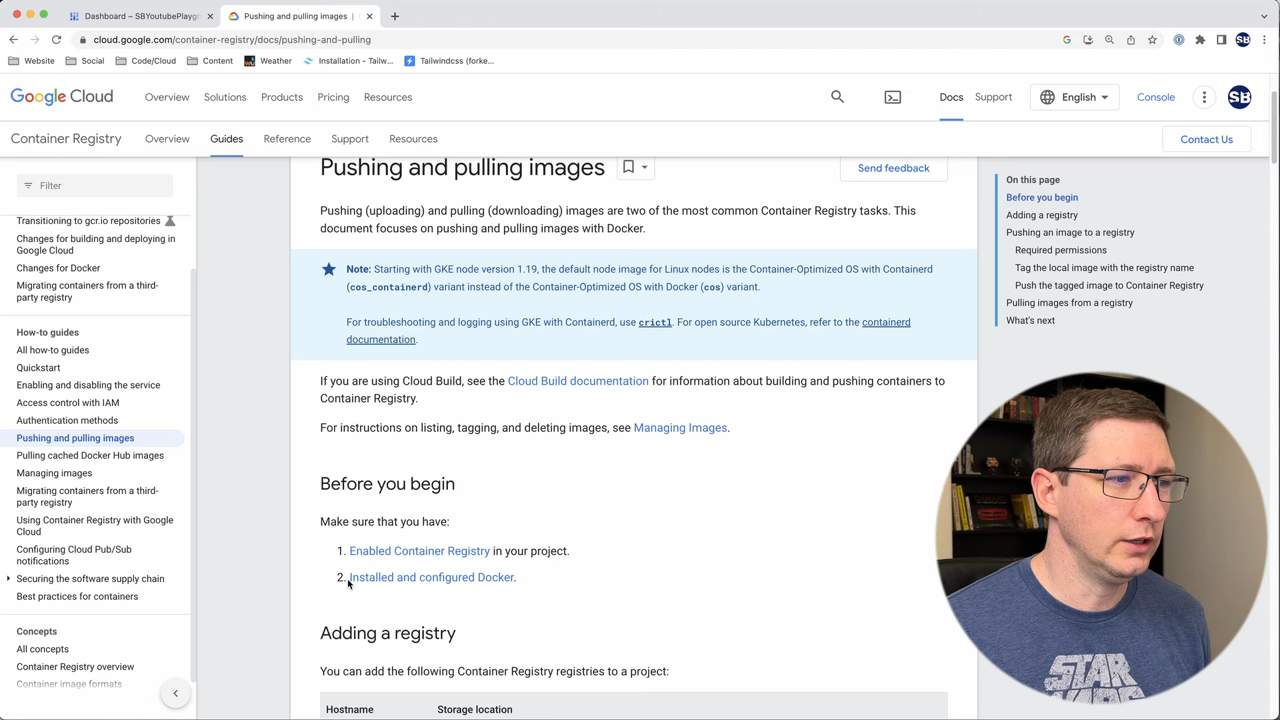 Dashboard – SBYoutubePlaygr
Pushing and pulling images |
cloud.google.com/container-registry/docs/pushing-and-pulling
SB
Website
Social
Code/Cloud
Content
Weather
Installation - Tailw...
Tailwindcss (forke...
Google Cloud
Overview
Solutions
Products
Pricing
Resources
Docs
Support
English
Console
SB
Container Registry
Overview
Guides
Reference
Support
Resources
Contact Us
Filter
Transitioning to gcr.io repositories
Changes for building and deploying in
Google Cloud
Changes for Docker
Migrating containers from a third-
party registry
How-to guides
All how-to guides
Quickstart
Enabling and disabling the service
Access control with IAM
Authentication methods
Pushing and pulling images
Pulling cached Docker Hub images
Managing images
Migrating containers from a third-
party registry
Using Container Registry with Google
Cloud
Configuring Cloud Pub/Sub
notifications
Securing the software supply chain
Best practices for containers
Concepts
All concepts
Container Registry overview
Container image formats
Pushing and pulling images
Send feedback
Pushing (uploading) and pulling (downloading) images are two of the most common Container Registry tasks. This
document focuses on pushing and pulling images with Docker.
Note: Starting with GKE node version 1.19, the default node image for Linux nodes is the Container-Optimized OS with Containerd
(cos_containerd) variant instead of the Container-Optimized OS with Docker (cos) variant.
For troubleshooting and logging using GKE with Containerd, use crictl. For open source Kubernetes, refer to the containerd
documentation.
If you are using Cloud Build, see the Cloud Build documentation for information about building and pushing containers to
Container Registry.
For instructions on listing, tagging, and deleting images, see Managing Images.
Before you begin
Make sure that you have:
1. Enabled Container Registry in your project.
2. Installed and configured Docker.
Adding a registry
You can add the following Container Registry registries to a project:
Hostname
Storage location
On this page
Before you begin
Adding a registry
Pushing an image to a registry
Required permissions
Tag the local image with the registry name
Push the tagged image to Container Registry
Pulling images from a registry
What's next
STAR
WARS